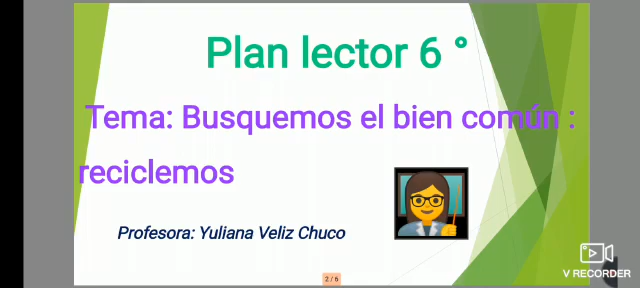 Plan lector 6 °
Tema: Busquemos el bien común :
reciclemos
Profesora: Yuliana Veliz Chuco
2 / 6
V RECORDER